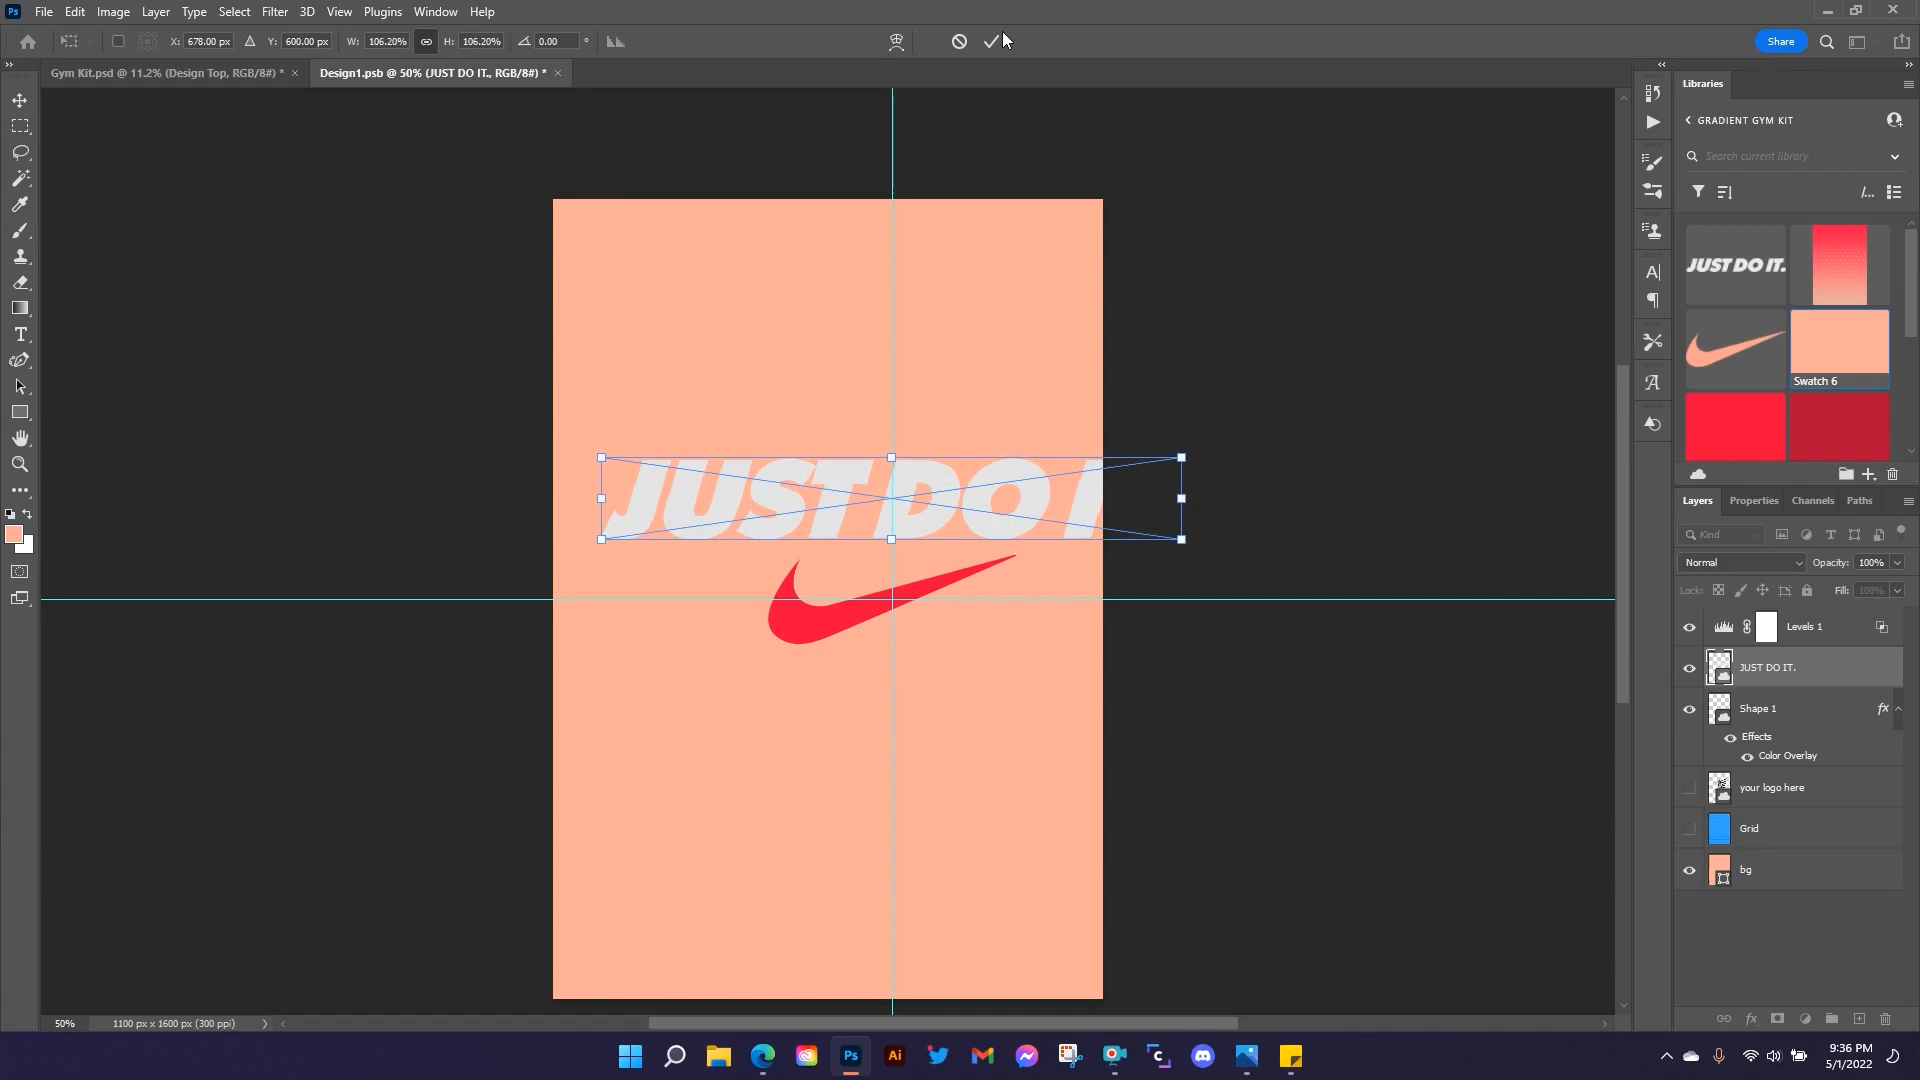 Ps File Edit Image Layer Type Select Filter 3D View Plugins Window Help
X: 678.00 px Y: 600.00 px W: 106.20% H: 106.20% 0.00 ° Share
Gym Kit.psd @ 11.2% (Design Top, RGB/8#) * × Design1.psb @ 50% (JUST DO IT., RGB/8#) * ×
Libraries
GRADIENT GYM KIT
Search current library
JUST DO IT.
Swatch 6
JUST DO I
Layers Properties Channels Paths
Kind
Normal Opacity: 100%
Lock: Fill: 100%
Levels 1
JUST DO IT.
Shape 1 fx
Effects
Color Overlay
your logo here
Grid
bg
50% 1100 px x 1600 px (300 ppi)
fx
Ps Ai
9:36 PM
5/1/2022